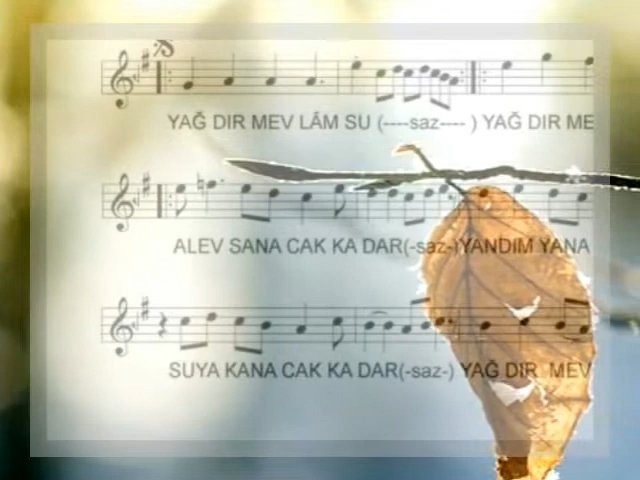 YAĞ DIR MEV LÂM SU (----saz---- ) YAĞ DIR ME
ALEV SANA CAK KA DAR(-saz-)YANDIM YANA
SUYA KANA CAK KA DAR(-saz-) YAĞ DIR MEV